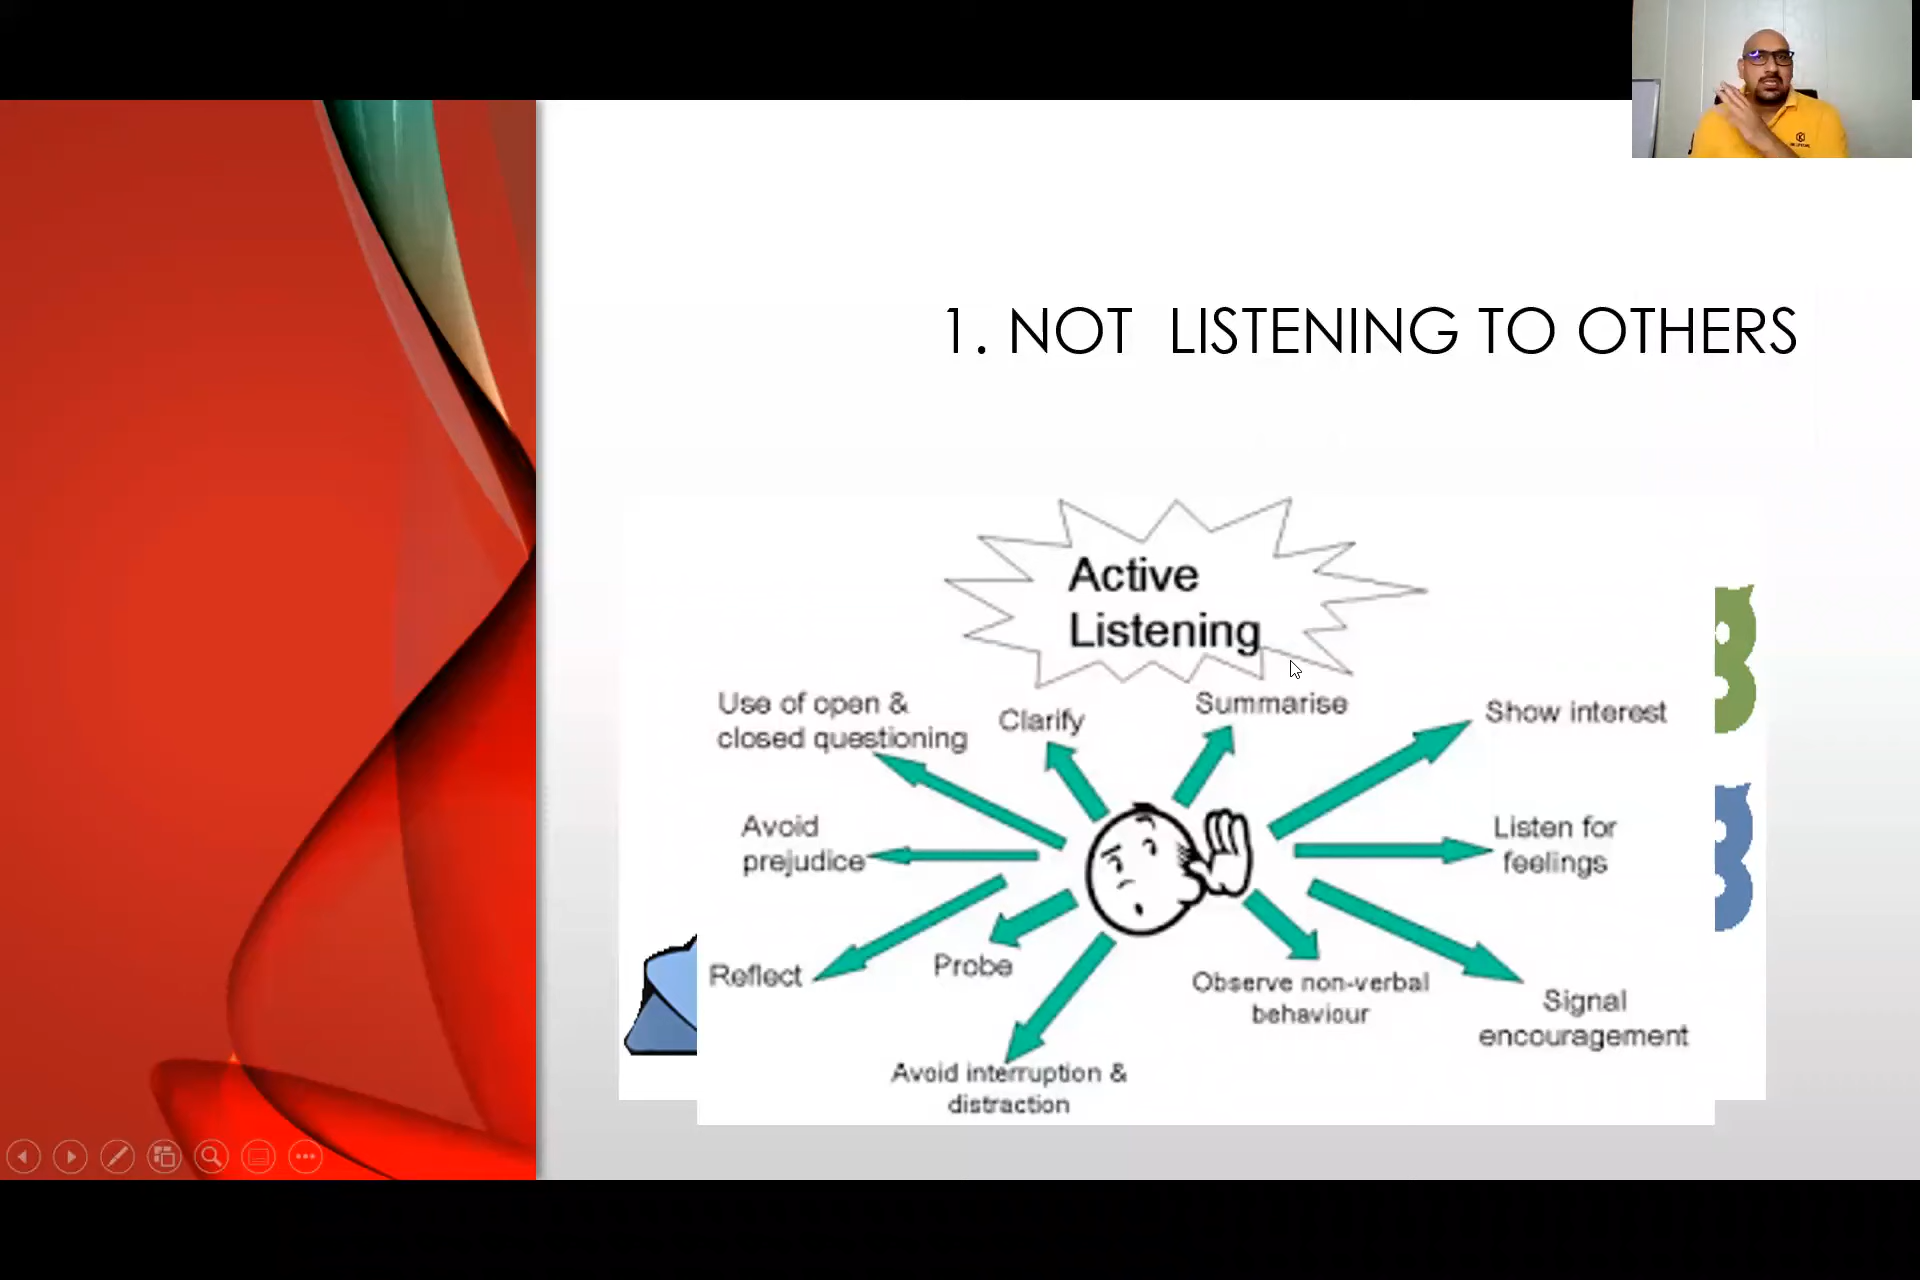 1. NOT  LISTENING TO OTHERS
Active
Listening
Use of open &
closed questioning
Clarify
Summarise
Show interest
Avoid
prejudice
Listen for
feelings
Reflect
Probe
Observe non-verbal
behaviour
Signal
encouragement
Avoid interruption &
distraction